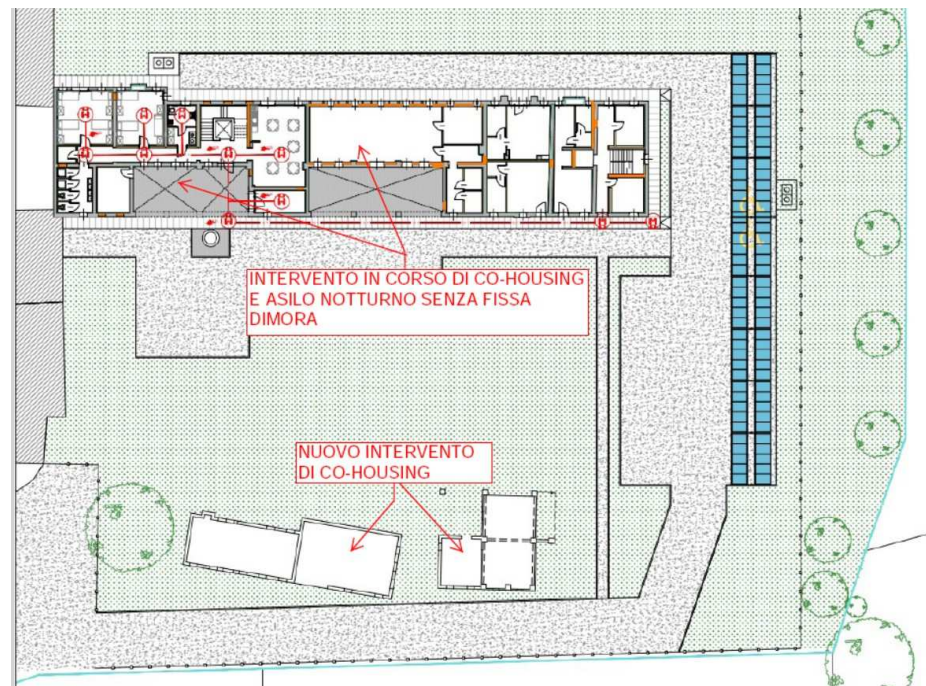 INTERVENTO IN CORSO DI CO-HOUSING
E ASILO NOTTURNO SENZA FISSA
DIMORA
NUOVO INTERVENTO
DI CO-HOUSING